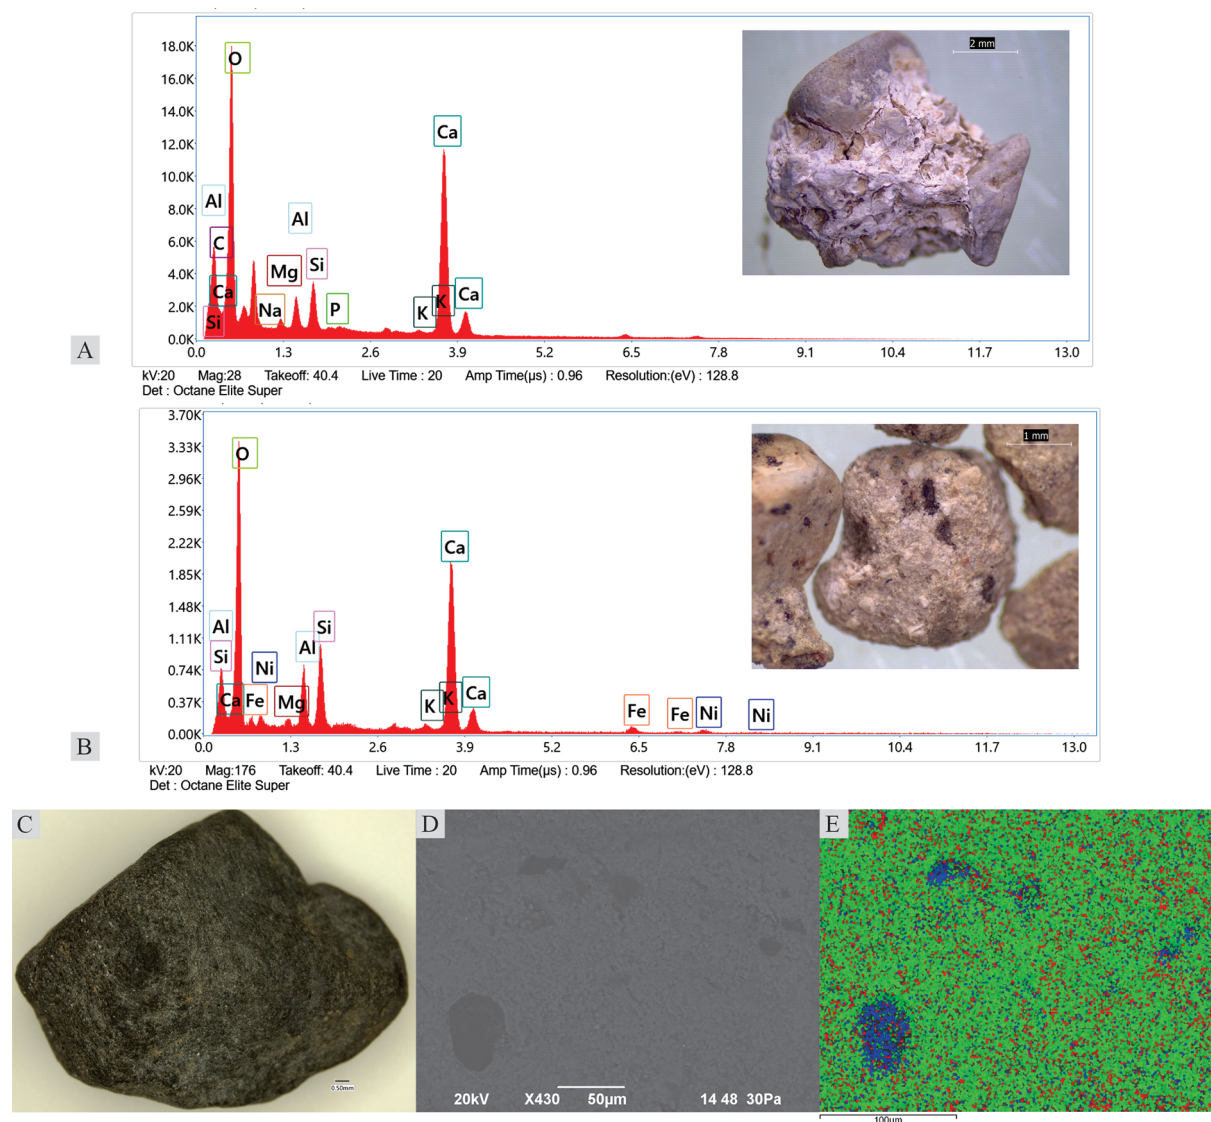 18.0K
16.0K
14.0K
12.0K
10.0K
8.0K
6.0K
4.0K
2.0K
0.0K
O
Ca
Al
Al
C
Mg
Si
Ca
Na
P
K
K
Ca
Si
2 mm
A
0.0 1.3 2.6 3.9 5.2 6.5 7.8 9.1 10.4 11.7 13.0
kV:20 Mag:28 Takeoff: 40.4 Live Time : 20 Amp Time(µs) : 0.96 Resolution:(eV) : 128.8
Det : Octane Elite Super
3.70K
3.33K
2.96K
2.59K
2.22K
1.85K
1.48K
1.11K
0.74K
0.37K
0.00K
O
Ca
Al
Si
Si
Al
Ni
Ca
Fe
Mg
K
K
Ca
Fe
Fe
Ni
Ni
1 mm
B
0.0 1.3 2.6 3.9 5.2 6.5 7.8 9.1 10.4 11.7 13.0
kV:20 Mag:176 Takeoff: 40.4 Live Time : 20 Amp Time(µs) : 0.96 Resolution:(eV) : 128.8
Det : Octane Elite Super
C
0.50mm
D
20kV X430 50µm 14 48 30Pa
E
100µm